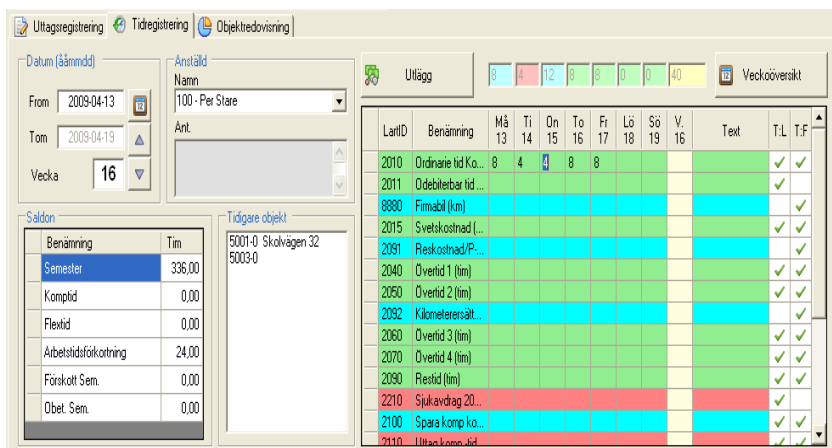 Uttagsregistrering Tidregistrering Objektredovisning
Datum (ååmmdd)
From 2009-04-13
Tom 2009-04-19
Vecka 16
Anställd
Namn
100 - Per Stare
Ant.
Utlägg 8 4 12 8 8 0 0 40 Veckoöversikt
Saldon
Benämning Tim
Semester 336,00
Komptid 0,00
Flextid 0,00
Arbetstidsförkortning 24,00
Förskott Sem. 0,00
Obet. Sem. 0,00
Tidigare objekt
5001-0 Skolvägen 32
5003-0
LartID Benämning Må 13 Ti 14 On 15 To 16 Fr 17 Lö 18 Sö 19 V. 16 Text T:L T:F
2010 Ordinarie tid Ko... 8 4 4 8 8
2011 Odebiterbar tid ...
8880 Firmabil (km)
2015 Svetskostnad (...
2091 Reskostnad/P-...
2040 Övertid 1 (tim)
2050 Övertid 2 (tim)
2092 Kilometerersätt...
2060 Övertid 3 (tim)
2070 Övertid 4 (tim)
2090 Restid (tim)
2210 Sjukavdrag 20...
2100 Spara komp ko...
2110 Uttag komp -tid